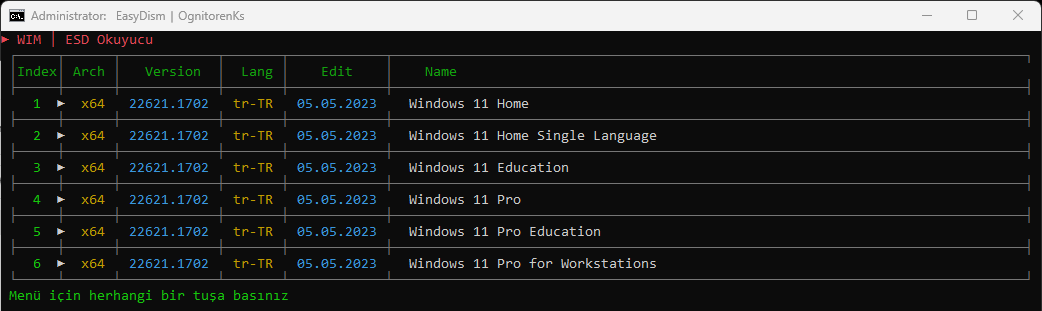 Administrator: EasyDism | OgnitorenKs
► WIM │ ESD Okuyucu
Index Arch Version Lang Edit Name
1 ► x64 22621.1702 tr-TR 05.05.2023 Windows 11 Home
2 ► x64 22621.1702 tr-TR 05.05.2023 Windows 11 Home Single Language
3 ► x64 22621.1702 tr-TR 05.05.2023 Windows 11 Education
4 ► x64 22621.1702 tr-TR 05.05.2023 Windows 11 Pro
5 ► x64 22621.1702 tr-TR 05.05.2023 Windows 11 Pro Education
6 ► x64 22621.1702 tr-TR 05.05.2023 Windows 11 Pro for Workstations
Menü için herhangi bir tuşa basınız